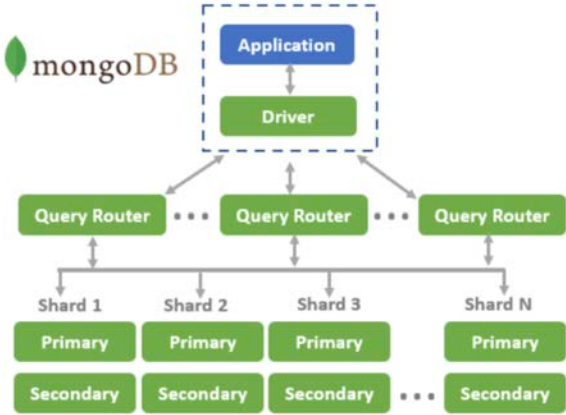 Application
mongoDB
Driver
Query Router ... Query Router ... Query Router
Shard 1 Shard 2 Shard 3 Shard N
Primary Primary Primary Primary
Secondary Secondary Secondary ... Secondary